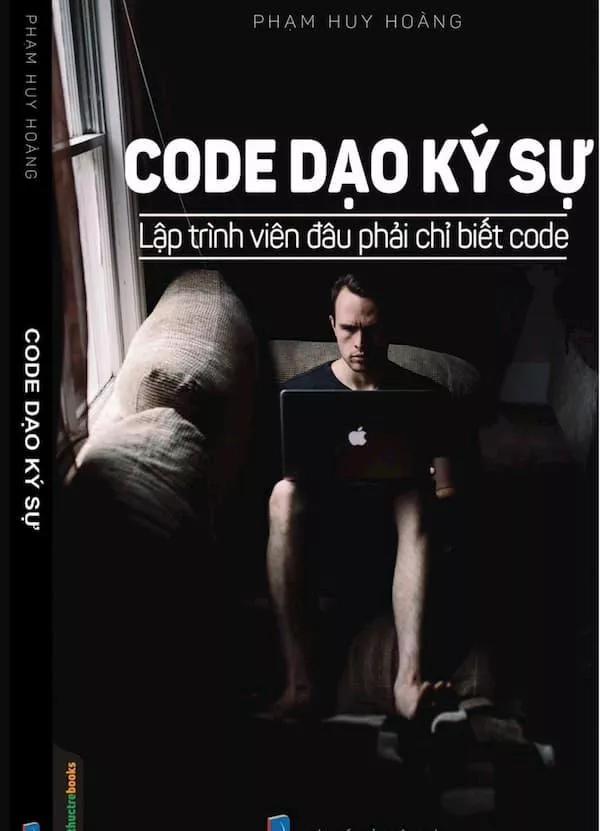 PHẠM HUY HOÀNG
CODE DẠO KÝ SỰ
Lập trình viên đâu phải chỉ biết code
PHẠM HUY HOÀNG
CODE DẠO KÝ SỰ
thuctrebooks